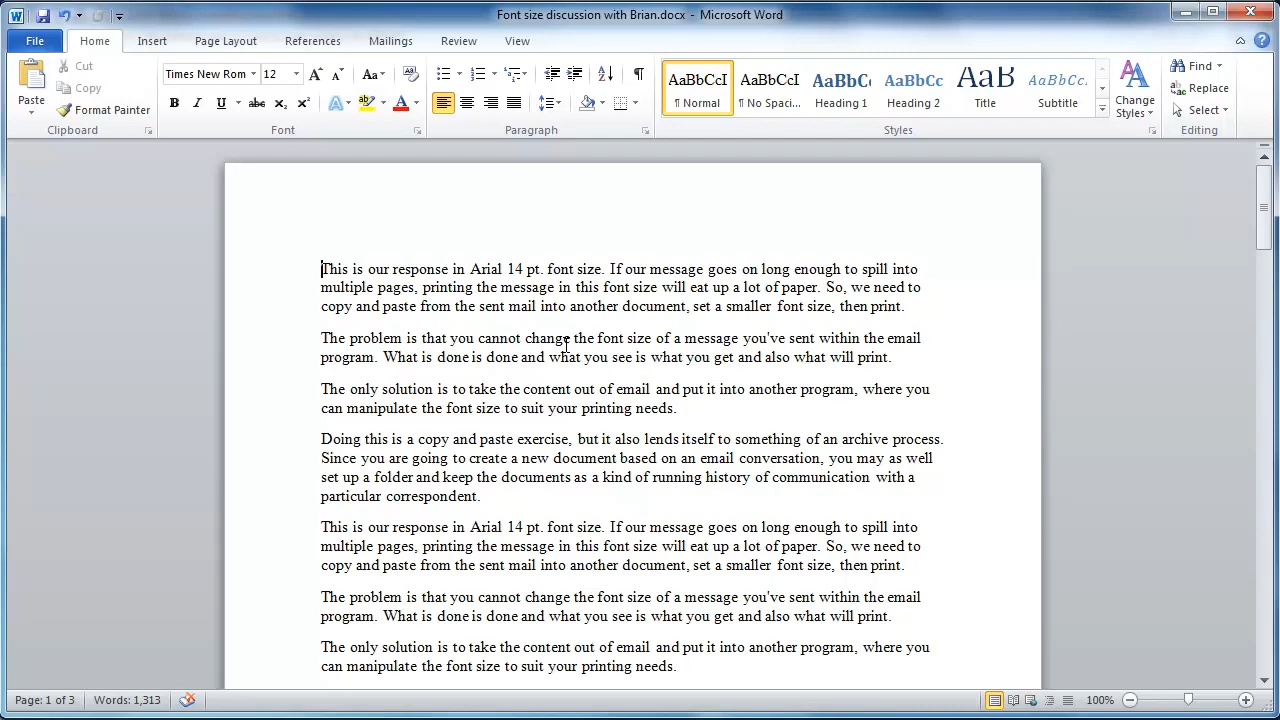 Font size discussion with Brian.docx - Microsoft Word
File Home Insert Page Layout References Mailings Review View
Paste
Cut
Copy
Format Painter
Clipboard
Times New Rom 12
Font
Paragraph
AaBbCcI AaBbCcI AaBbC AaBbCc AaB AaBbCc.
¶ Normal ¶ No Spaci... Heading 1 Heading 2 Title Subtitle
Change
Styles
Styles
Find
Replace
Select
Editing
This is our response in Arial 14 pt. font size. If our message goes on long enough to spill into
multiple pages, printing the message in this font size will eat up a lot of paper. So, we need to
copy and paste from the sent mail into another document, set a smaller font size, then print.
The problem is that you cannot change the font size of a message you've sent within the email
program. What is done is done and what you see is what you get and also what will print.
The only solution is to take the content out of email and put it into another program, where you
can manipulate the font size to suit your printing needs.
Doing this is a copy and paste exercise, but it also lends itself to something of an archive process.
Since you are going to create a new document based on an email conversation, you may as well
set up a folder and keep the documents as a kind of running history of communication with a
particular correspondent.
This is our response in Arial 14 pt. font size. If our message goes on long enough to spill into
multiple pages, printing the message in this font size will eat up a lot of paper. So, we need to
copy and paste from the sent mail into another document, set a smaller font size, then print.
The problem is that you cannot change the font size of a message you've sent within the email
program. What is done is done and what you see is what you get and also what will print.
The only solution is to take the content out of email and put it into another program, where you
can manipulate the font size to suit your printing needs.
Page: 1 of 3 Words: 1,313 100%